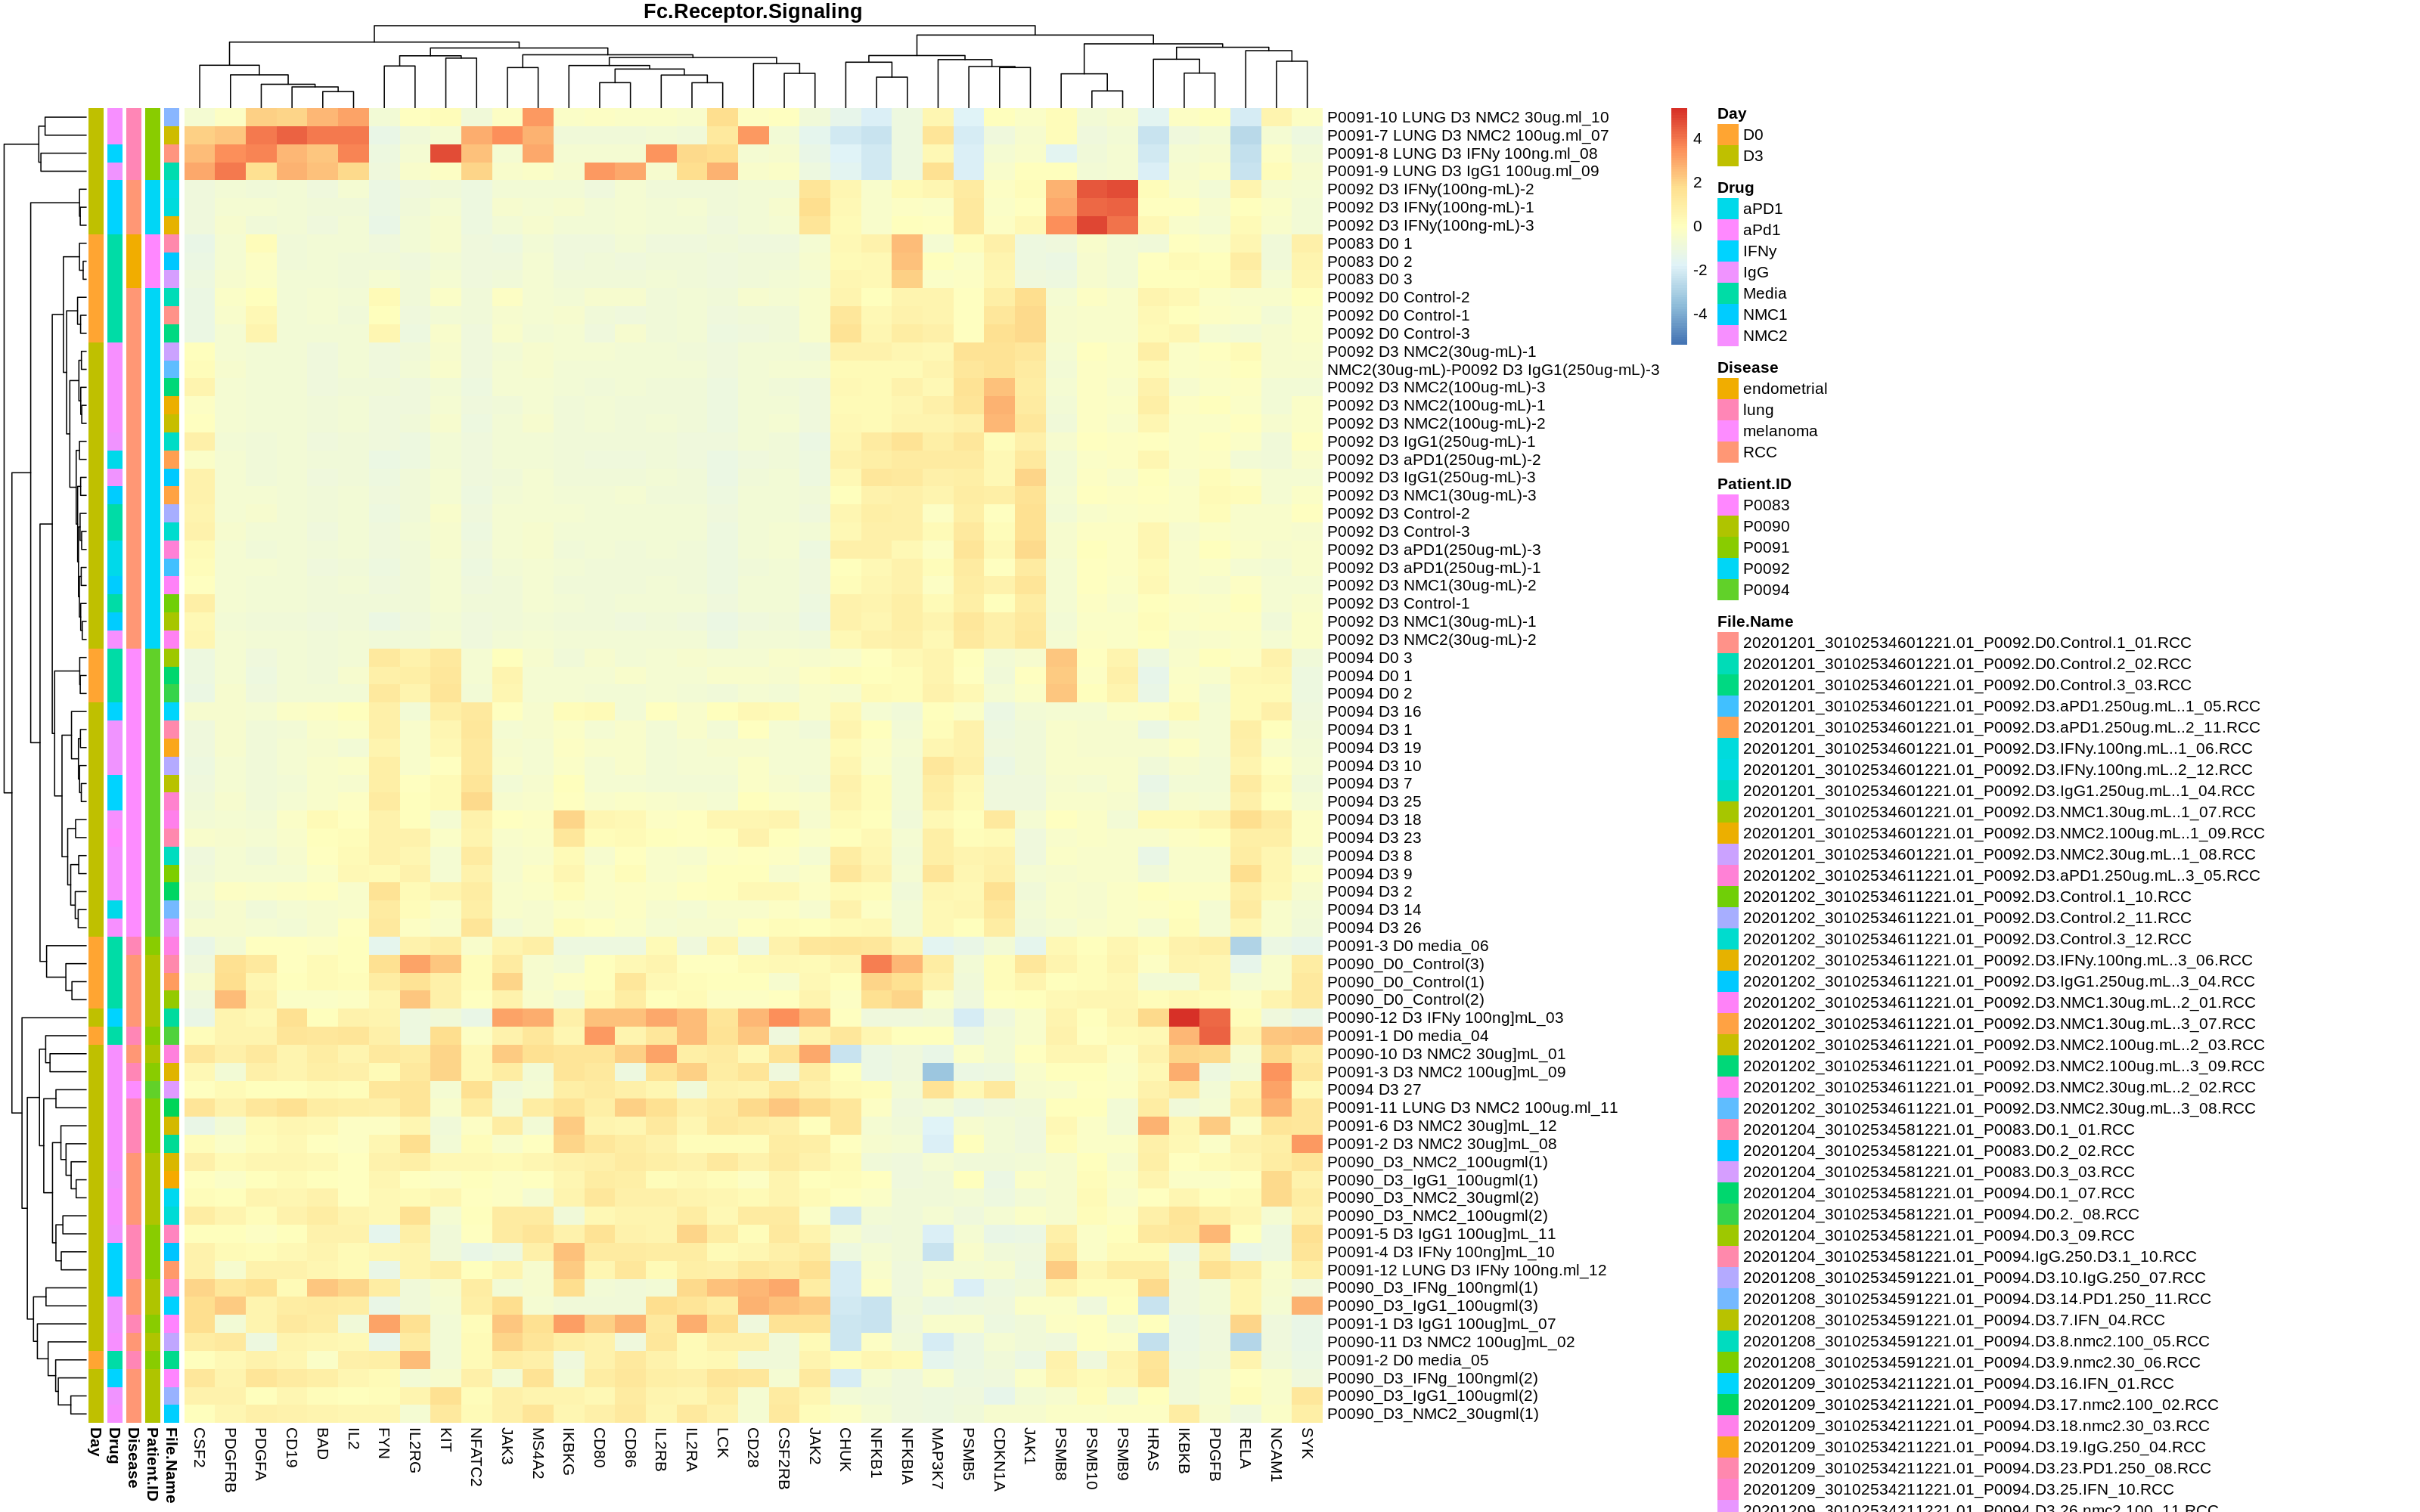 Fc.Receptor.Signaling
P0091-10 LUNG D3 NMC2 30ug.ml_10
P0091-7 LUNG D3 NMC2 100ug.ml_07
P0091-8 LUNG D3 IFNy 100ng.ml_08
P0091-9 LUNG D3 IgG1 100ug.ml_09
P0092 D3 IFNy(100ng-mL)-2
P0092 D3 IFNy(100ng-mL)-1
P0092 D3 IFNy(100ng-mL)-3
P0083 D0 1
P0083 D0 2
P0083 D0 3
P0092 D0 Control-2
P0092 D0 Control-1
P0092 D0 Control-3
P0092 D3 NMC2(30ug-mL)-1
NMC2(30ug-mL)-P0092 D3 IgG1(250ug-mL)-3
P0092 D3 NMC2(100ug-mL)-3
P0092 D3 NMC2(100ug-mL)-1
P0092 D3 NMC2(100ug-mL)-2
P0092 D3 IgG1(250ug-mL)-1
P0092 D3 aPD1(250ug-mL)-2
P0092 D3 IgG1(250ug-mL)-3
P0092 D3 NMC1(30ug-mL)-3
P0092 D3 Control-2
P0092 D3 Control-3
P0092 D3 aPD1(250ug-mL)-3
P0092 D3 aPD1(250ug-mL)-1
P0092 D3 NMC1(30ug-mL)-2
P0092 D3 Control-1
P0092 D3 NMC1(30ug-mL)-1
P0092 D3 NMC2(30ug-mL)-2
P0094 D0 3
P0094 D0 1
P0094 D0 2
P0094 D3 16
P0094 D3 1
P0094 D3 19
P0094 D3 10
P0094 D3 7
P0094 D3 25
P0094 D3 18
P0094 D3 23
P0094 D3 8
P0094 D3 9
P0094 D3 2
P0094 D3 14
P0094 D3 26
P0091-3 D0 media_06
P0090_D0_Control(3)
P0090_D0_Control(1)
P0090_D0_Control(2)
P0090-12 D3 IFNy 100ng]mL_03
P0091-1 D0 media_04
P0090-10 D3 NMC2 30ug]mL_01
P0091-3 D3 NMC2 100ug]mL_09
P0094 D3 27
P0091-11 LUNG D3 NMC2 100ug.ml_11
P0091-6 D3 NMC2 30ug]mL_12
P0091-2 D3 NMC2 30ug]mL_08
P0090_D3_NMC2_100ugml(1)
P0090_D3_IgG1_100ugml(1)
P0090_D3_NMC2_30ugml(2)
P0090_D3_NMC2_100ugml(2)
P0091-5 D3 IgG1 100ug]mL_11
P0091-4 D3 IFNy 100ng]mL_10
P0091-12 LUNG D3 IFNy 100ng.ml_12
P0090_D3_IFNg_100ngml(1)
P0090_D3_IgG1_100ugml(3)
P0091-1 D3 IgG1 100ug]mL_07
P0090-11 D3 NMC2 100ug]mL_02
P0091-2 D0 media_05
P0090_D3_IFNg_100ngml(2)
P0090_D3_IgG1_100ugml(2)
P0090_D3_NMC2_30ugml(1)
Day
Drug
Disease
Patient.ID
File.Name
CSF2
PDGFRB
PDGFA
CD19
BAD
IL2
FYN
IL2RG
KIT
NFATC2
JAK3
MS4A2
IKBKG
CD80
CD86
IL2RB
IL2RA
LCK
CD28
CSF2RB
JAK2
CHUK
NFKB1
NFKBIA
MAP3K7
PSMB5
CDKN1A
JAK1
PSMB8
PSMB10
PSMB9
HRAS
IKBKB
PDGFB
RELA
NCAM1
SYK
4
2
0
-2
-4
Day
D0
D3
Drug
aPD1
aPd1
IFNy
IgG
Media
NMC1
NMC2
Disease
endometrial
lung
melanoma
RCC
Patient.ID
P0083
P0090
P0091
P0092
P0094
File.Name
20201201_30102534601221.01_P0092.D0.Control.1_01.RCC
20201201_30102534601221.01_P0092.D0.Control.2_02.RCC
20201201_30102534601221.01_P0092.D0.Control.3_03.RCC
20201201_30102534601221.01_P0092.D3.aPD1.250ug.mL..1_05.RCC
20201201_30102534601221.01_P0092.D3.aPD1.250ug.mL..2_11.RCC
20201201_30102534601221.01_P0092.D3.IFNy.100ng.mL..1_06.RCC
20201201_30102534601221.01_P0092.D3.IFNy.100ng.mL..2_12.RCC
20201201_30102534601221.01_P0092.D3.IgG1.250ug.mL..1_04.RCC
20201201_30102534601221.01_P0092.D3.NMC1.30ug.mL..1_07.RCC
20201201_30102534601221.01_P0092.D3.NMC2.100ug.mL..1_09.RCC
20201201_30102534601221.01_P0092.D3.NMC2.30ug.mL..1_08.RCC
20201202_30102534611221.01_P0092.D3.aPD1.250ug.mL..3_05.RCC
20201202_30102534611221.01_P0092.D3.Control.1_10.RCC
20201202_30102534611221.01_P0092.D3.Control.2_11.RCC
20201202_30102534611221.01_P0092.D3.Control.3_12.RCC
20201202_30102534611221.01_P0092.D3.IFNy.100ng.mL..3_06.RCC
20201202_30102534611221.01_P0092.D3.IgG1.250ug.mL..3_04.RCC
20201202_30102534611221.01_P0092.D3.NMC1.30ug.mL..2_01.RCC
20201202_30102534611221.01_P0092.D3.NMC1.30ug.mL..3_07.RCC
20201202_30102534611221.01_P0092.D3.NMC2.100ug.mL..2_03.RCC
20201202_30102534611221.01_P0092.D3.NMC2.100ug.mL..3_09.RCC
20201202_30102534611221.01_P0092.D3.NMC2.30ug.mL..2_02.RCC
20201202_30102534611221.01_P0092.D3.NMC2.30ug.mL..3_08.RCC
20201204_30102534581221.01_P0083.D0.1_01.RCC
20201204_30102534581221.01_P0083.D0.2_02.RCC
20201204_30102534581221.01_P0083.D0.3_03.RCC
20201204_30102534581221.01_P0094.D0.1_07.RCC
20201204_30102534581221.01_P0094.D0.2._08.RCC
20201204_30102534581221.01_P0094.D0.3_09.RCC
20201204_30102534581221.01_P0094.IgG.250.D3.1_10.RCC
20201208_30102534591221.01_P0094.D3.10.IgG.250_07.RCC
20201208_30102534591221.01_P0094.D3.14.PD1.250_11.RCC
20201208_30102534591221.01_P0094.D3.7.IFN_04.RCC
20201208_30102534591221.01_P0094.D3.8.nmc2.100_05.RCC
20201208_30102534591221.01_P0094.D3.9.nmc2.30_06.RCC
20201209_30102534211221.01_P0094.D3.16.IFN_01.RCC
20201209_30102534211221.01_P0094.D3.17.nmc2.100_02.RCC
20201209_30102534211221.01_P0094.D3.18.nmc2.30_03.RCC
20201209_30102534211221.01_P0094.D3.19.IgG.250_04.RCC
20201209_30102534211221.01_P0094.D3.23.PD1.250_08.RCC
20201209_30102534211221.01_P0094.D3.25.IFN_10.RCC
20201209_30102534211221.01_P0094.D3.26.nmc2.100_11.RCC